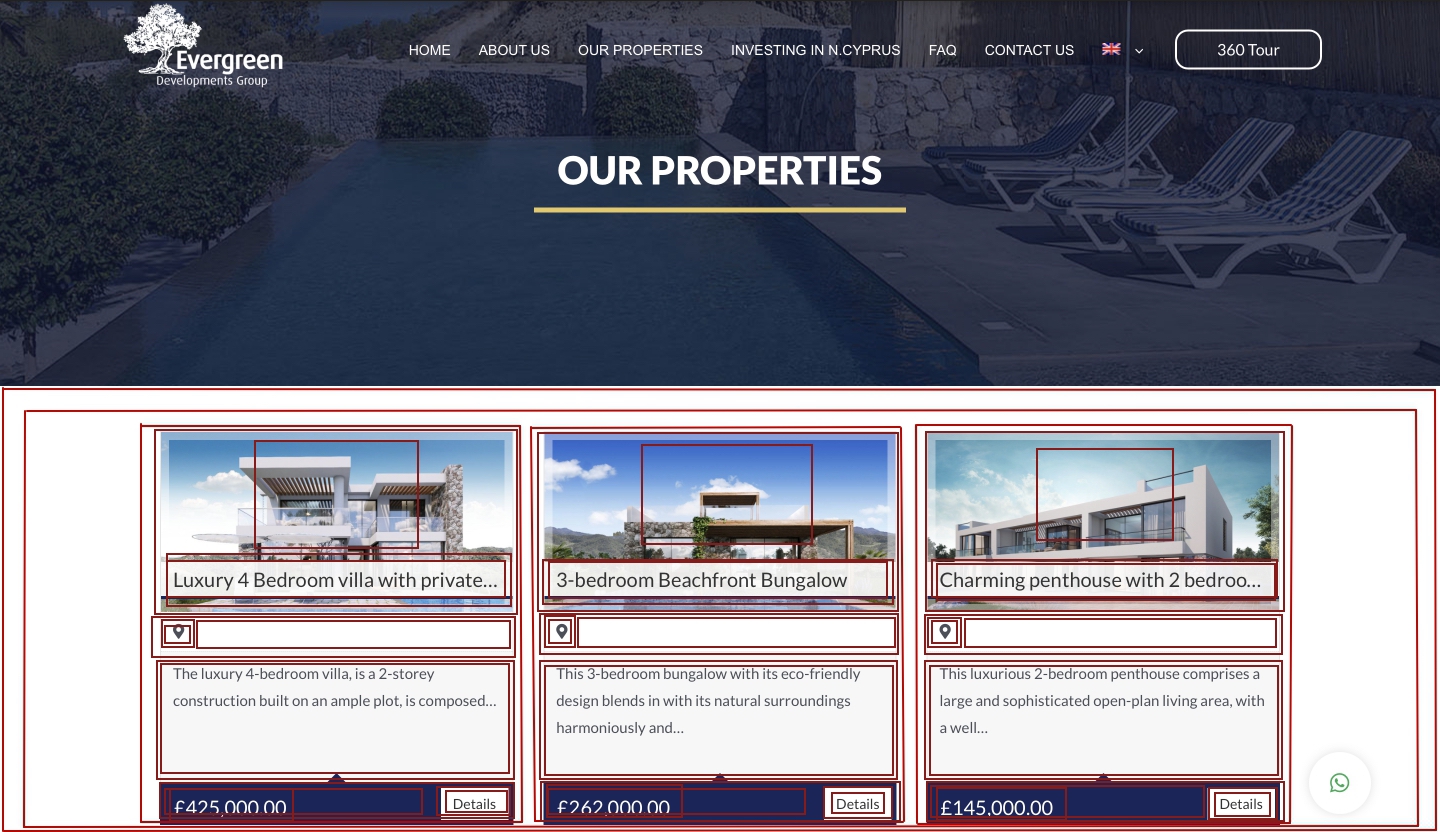 Evergreen
Developments Group
HOME ABOUT US OUR PROPERTIES INVESTING IN N.CYPRUS FAQ CONTACT US 360 Tour
OUR PROPERTIES
Luxury 4 Bedroom villa with private...
The luxury 4-bedroom villa, is a 2-storey
construction built on an ample plot, is composed...
£425,000.00 Details
3-bedroom Beachfront Bungalow
This 3-bedroom bungalow with its eco-friendly
design blends in with its natural surroundings
harmoniously and...
£262,000.00 Details
Charming penthouse with 2 bedroo...
This luxurious 2-bedroom penthouse comprises a
large and sophisticated open-plan living area, with
a well...
£145,000.00 Details